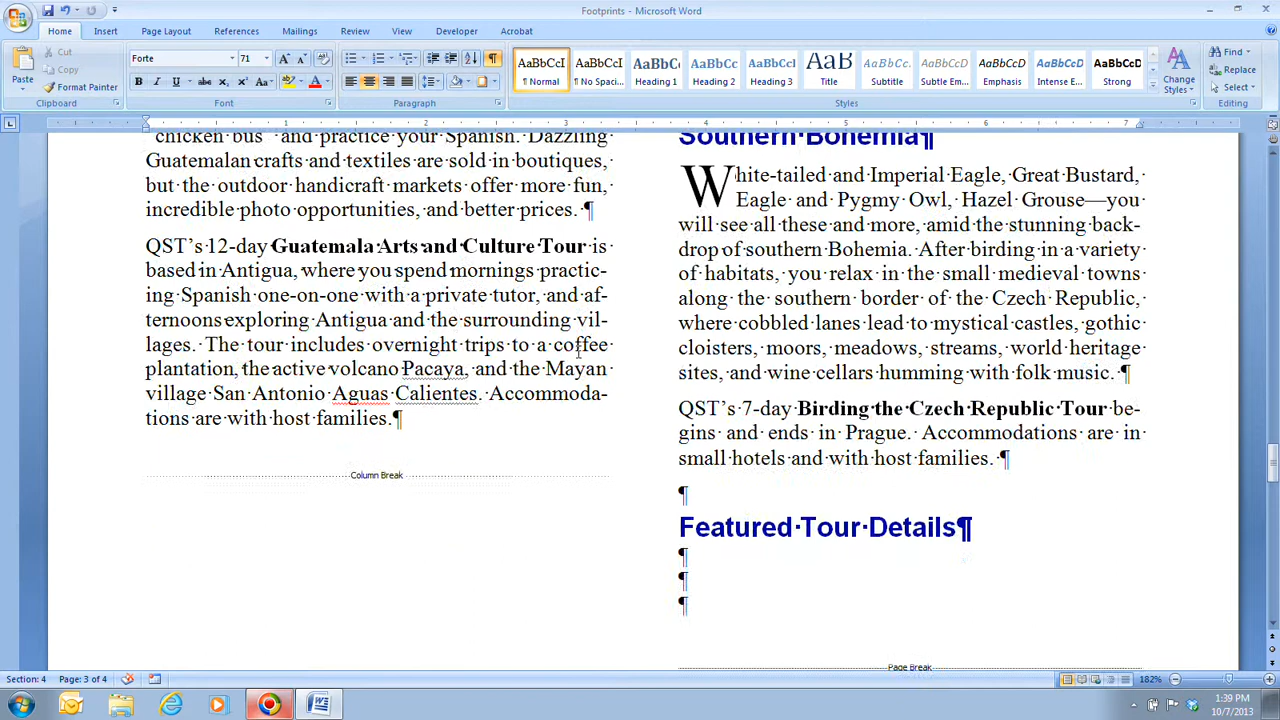 Footprints - Microsoft Word
Home Insert Page Layout References Mailings Review View Developer Acrobat
Cut
Copy
Format Painter
Paste
Clipboard
Forte 71
Font
Paragraph
AaBbCcI AaBbCcI AaBbC AaBbCc AaBbCc AaB AaBbCc. AaBbCcI AaBbCcI AaBbCcI AaBbCcI
¶ Normal No Spaci... Heading 1 Heading 2 Heading 3 Title Subtitle Subtle Em... Emphasis Intense E... Strong
Styles
Change Styles
Find
Replace
Select
Editing
1 2 3 4 5 6 7
"chicken bus" and practice your Spanish. Dazzling
Guatemalan crafts and textiles are sold in boutiques,
but the outdoor handicraft markets offer more fun,
incredible photo opportunities, and better prices. ¶
QST's 12-day Guatemala Arts and Culture Tour is
based in Antigua, where you spend mornings practic-
ing Spanish one-on-one with a private tutor, and af-
ternoons exploring Antigua and the surrounding vil-
lages. The tour includes overnight trips to a coffee
plantation, the active volcano Pacaya, and the Mayan
village San Antonio Aguas Calientes. Accommoda-
tions are with host families.¶
Column Break
Southern Bohemia¶
White-tailed and Imperial Eagle, Great Bustard,
Eagle and Pygmy Owl, Hazel Grouse—you
will see all these and more, amid the stunning back-
drop of southern Bohemia. After birding in a variety
of habitats, you relax in the small medieval towns
along the southern border of the Czech Republic,
where cobbled lanes lead to mystical castles, gothic
cloisters, moors, meadows, streams, world heritage
sites, and wine cellars humming with folk music. ¶
QST's 7-day Birding the Czech Republic Tour be-
gins and ends in Prague. Accommodations are in
small hotels and with host families. ¶
¶
Featured Tour Details¶
¶
¶
¶
Page Break
Section: 4 Page: 3 of 4 182%
1:39 PM
10/7/2013